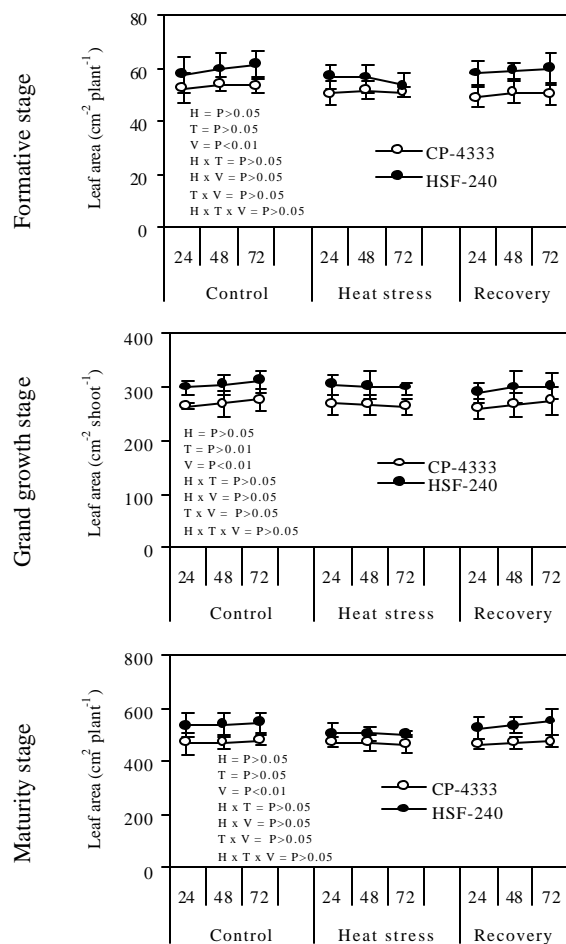 Formative stage
Leaf area (cm⁻² plant⁻¹)
80
60
40
20
0
H = P>0.05
T = P>0.05
V = P<0.01
H x T = P>0.05
H x V = P>0.05
T x V = P>0.05
H x T x V = P>0.05
CP-4333
HSF-240
24 48 72 24 48 72 24 48 72
Control Heat stress Recovery
Grand growth stage
Leaf area (cm⁻² shoot⁻¹)
400
300
200
100
0
H = P>0.05
T = P>0.01
V = P<0.01
H x T = P>0.05
H x V = P>0.05
T x V = P>0.05
H x T x V = P>0.05
CP-4333
HSF-240
24 48 72 24 48 72 24 48 72
Control Heat stress Recovery
Maturity stage
Leaf area (cm² plant⁻¹)
800
600
400
200
0
H = P>0.05
T = P>0.05
V = P<0.01
H x T = P>0.05
H x V = P>0.05
T x V = P>0.05
H x T x V = P>0.05
CP-4333
HSF-240
24 48 72 24 48 72 24 48 72
Control Heat stress Recovery